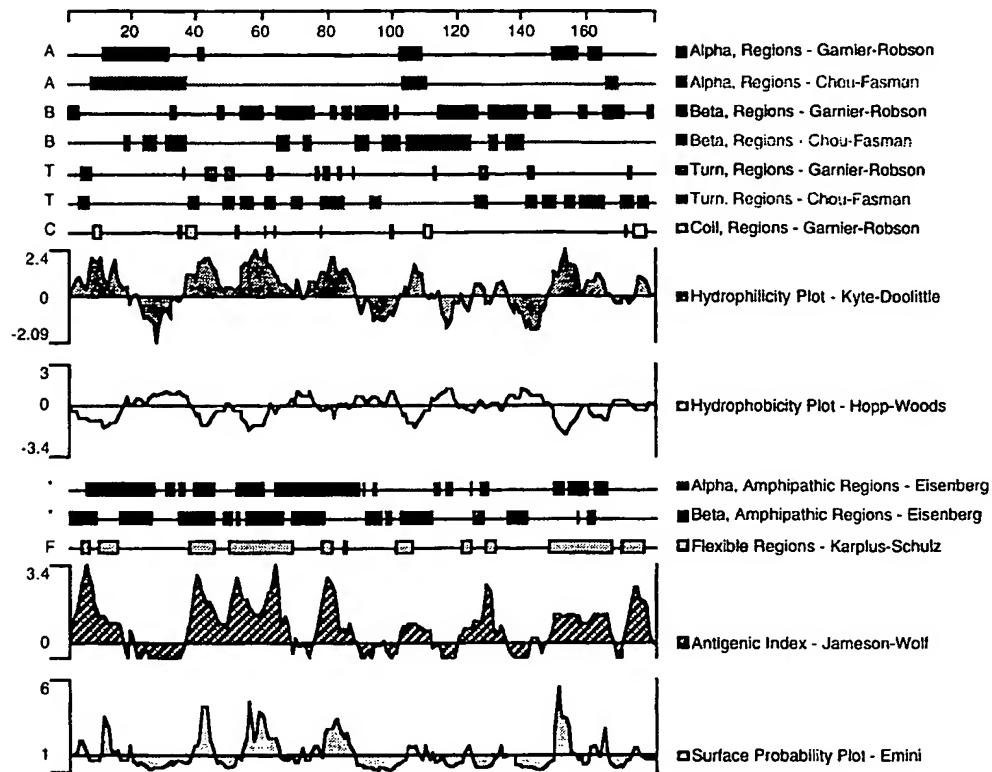 20 40 60 80 100 120 140 160
A Alpha, Regions - Garnier-Robson
A Alpha, Regions - Chou-Fasman
B Beta, Regions - Garnier-Robson
B Beta, Regions - Chou-Fasman
T Turn, Regions - Garnier-Robson
T Turn, Regions - Chou-Fasman
C Coil, Regions - Garnier-Robson
2.4
0 Hydrophilicity Plot - Kyte-Doolittle
-2.09
3
0 Hydrophobicity Plot - Hopp-Woods
-3.4
* Alpha, Amphipathic Regions - Eisenberg
* Beta, Amphipathic Regions - Eisenberg
F Flexible Regions - Karplus-Schulz
3.4
0 Antigenic Index - Jameson-Wolf
6
1 Surface Probability Plot - Emini